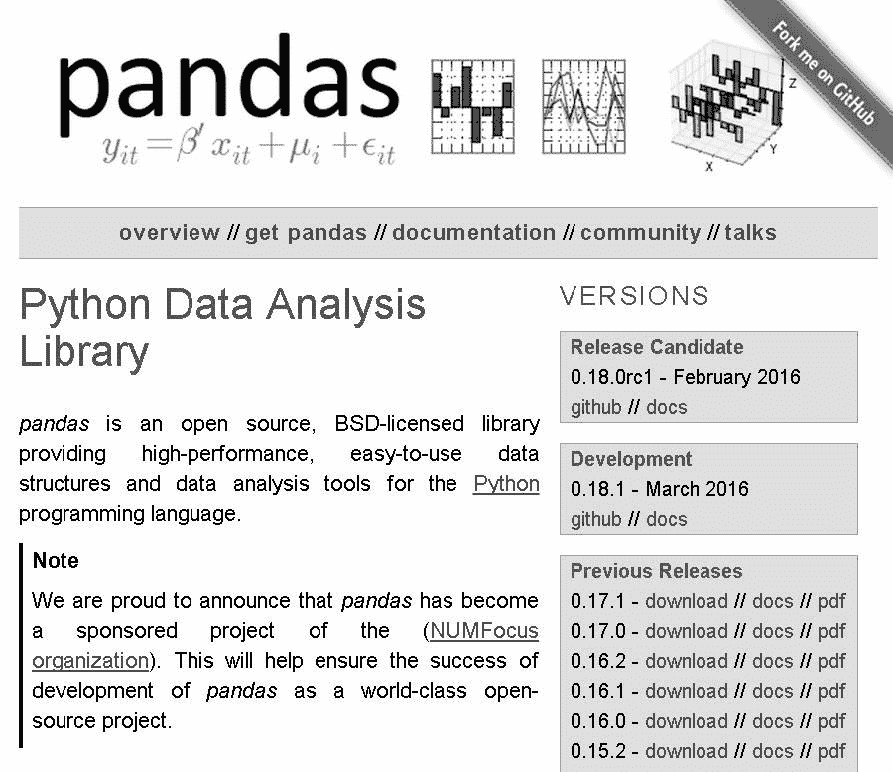 pandas
y_{it} = β' x_{it} + μ_i + ϵ_{it}
Z
Y
X
Fork me on GitHub
overview // get pandas // documentation // community // talks
Python Data Analysis
Library
pandas is an open source, BSD-licensed library
providing high-performance, easy-to-use data
structures and data analysis tools for the Python
programming language.
Note
We are proud to announce that pandas has become
a sponsored project of the (NUMFocus
organization). This will help ensure the success of
development of pandas as a world-class open-
source project.
VERSIONS
Release Candidate
0.18.0rc1 - February 2016
github // docs
Development
0.18.1 - March 2016
github // docs
Previous Releases
0.17.1 - download // docs // pdf
0.17.0 - download // docs // pdf
0.16.2 - download // docs // pdf
0.16.1 - download // docs // pdf
0.16.0 - download // docs // pdf
0.15.2 - download // docs // pdf